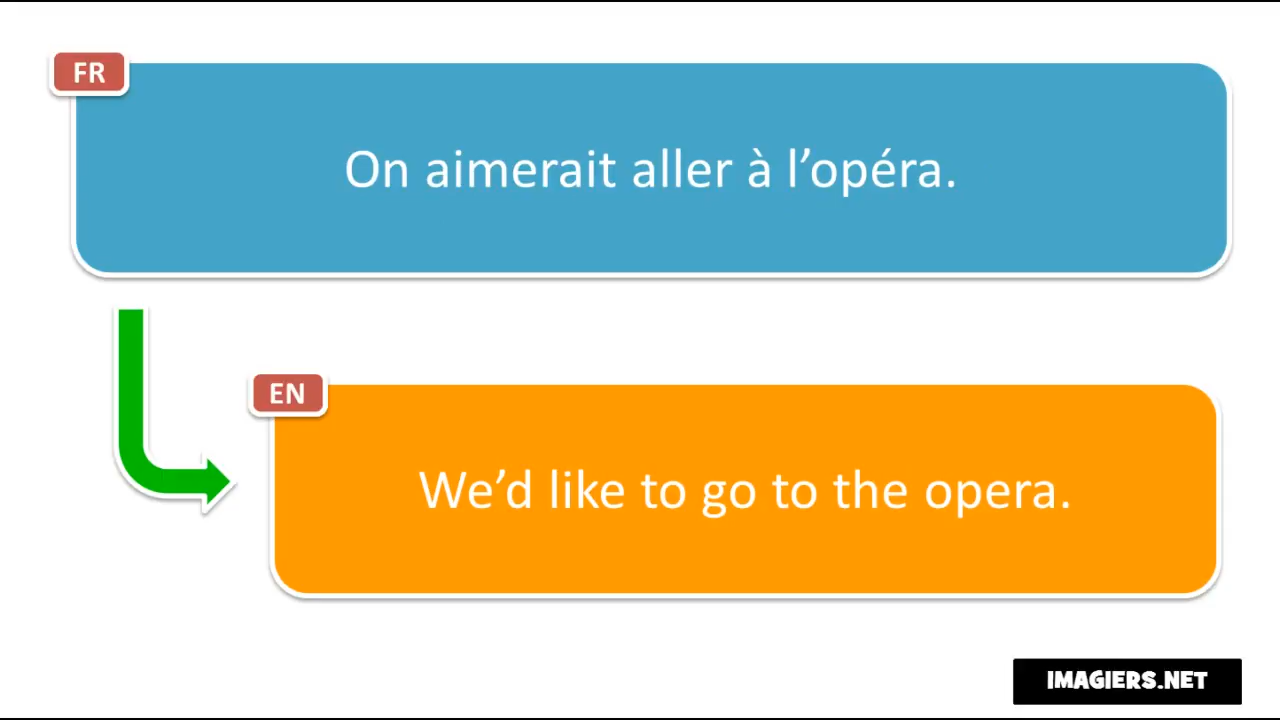 FR
On aimerait aller à l’opéra.
EN
We’d like to go to the opera.
IMAGIERS.NET